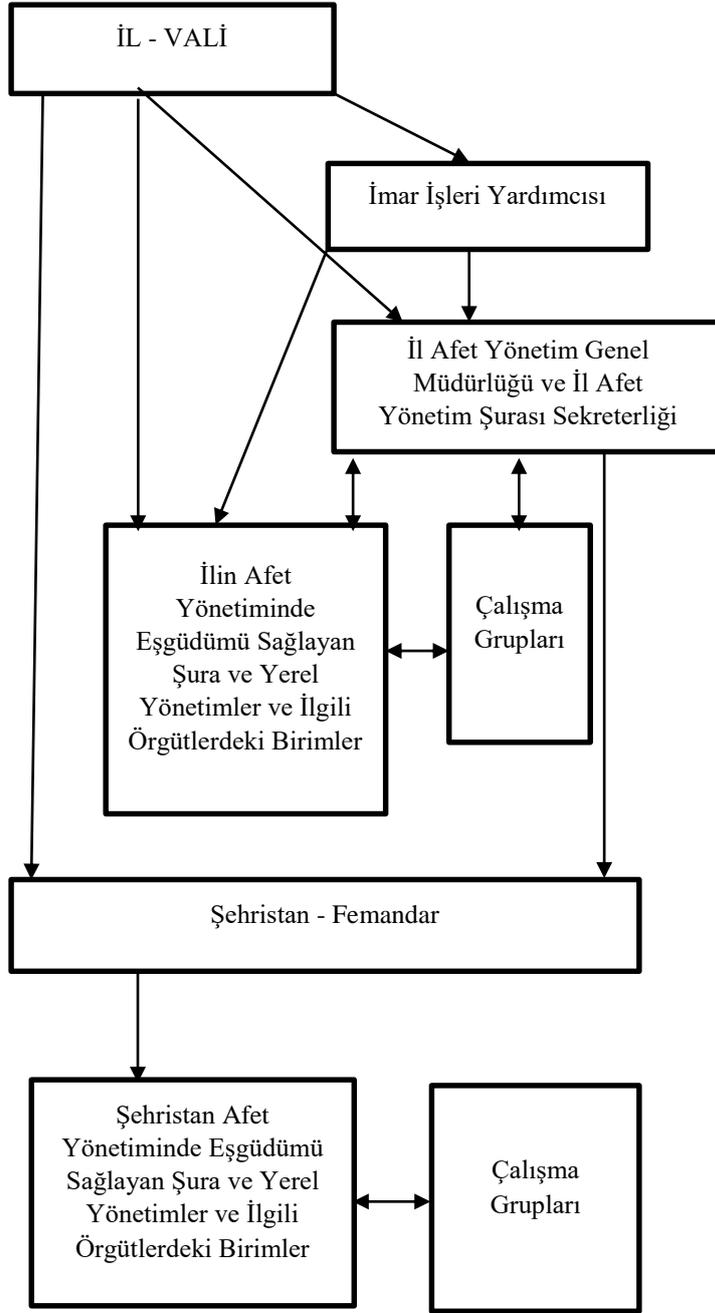 İL - VALİ
İmar İşleri Yardımcısı
İl Afet Yönetim Genel
Müdürlüğü ve İl Afet
Yönetim Şurası Sekreterliği
İlin Afet
Yönetiminde
Eşgüdümü Sağlayan
Şura ve Yerel
Yönetimler ve İlgili
Örgütlerdeki Birimler
Çalışma
Grupları
Şehristan - Femandar
Şehristan Afet
Yönetiminde Eşgüdümü
Sağlayan Şura ve Yerel
Yönetimler ve İlgili
Örgütlerdeki Birimler
Çalışma
Grupları